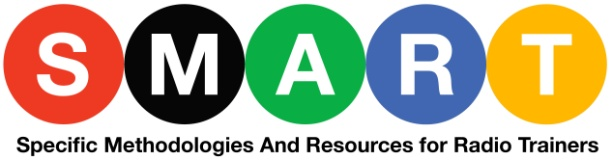 SMART
Specific Methodologies And Resources for Radio Trainers